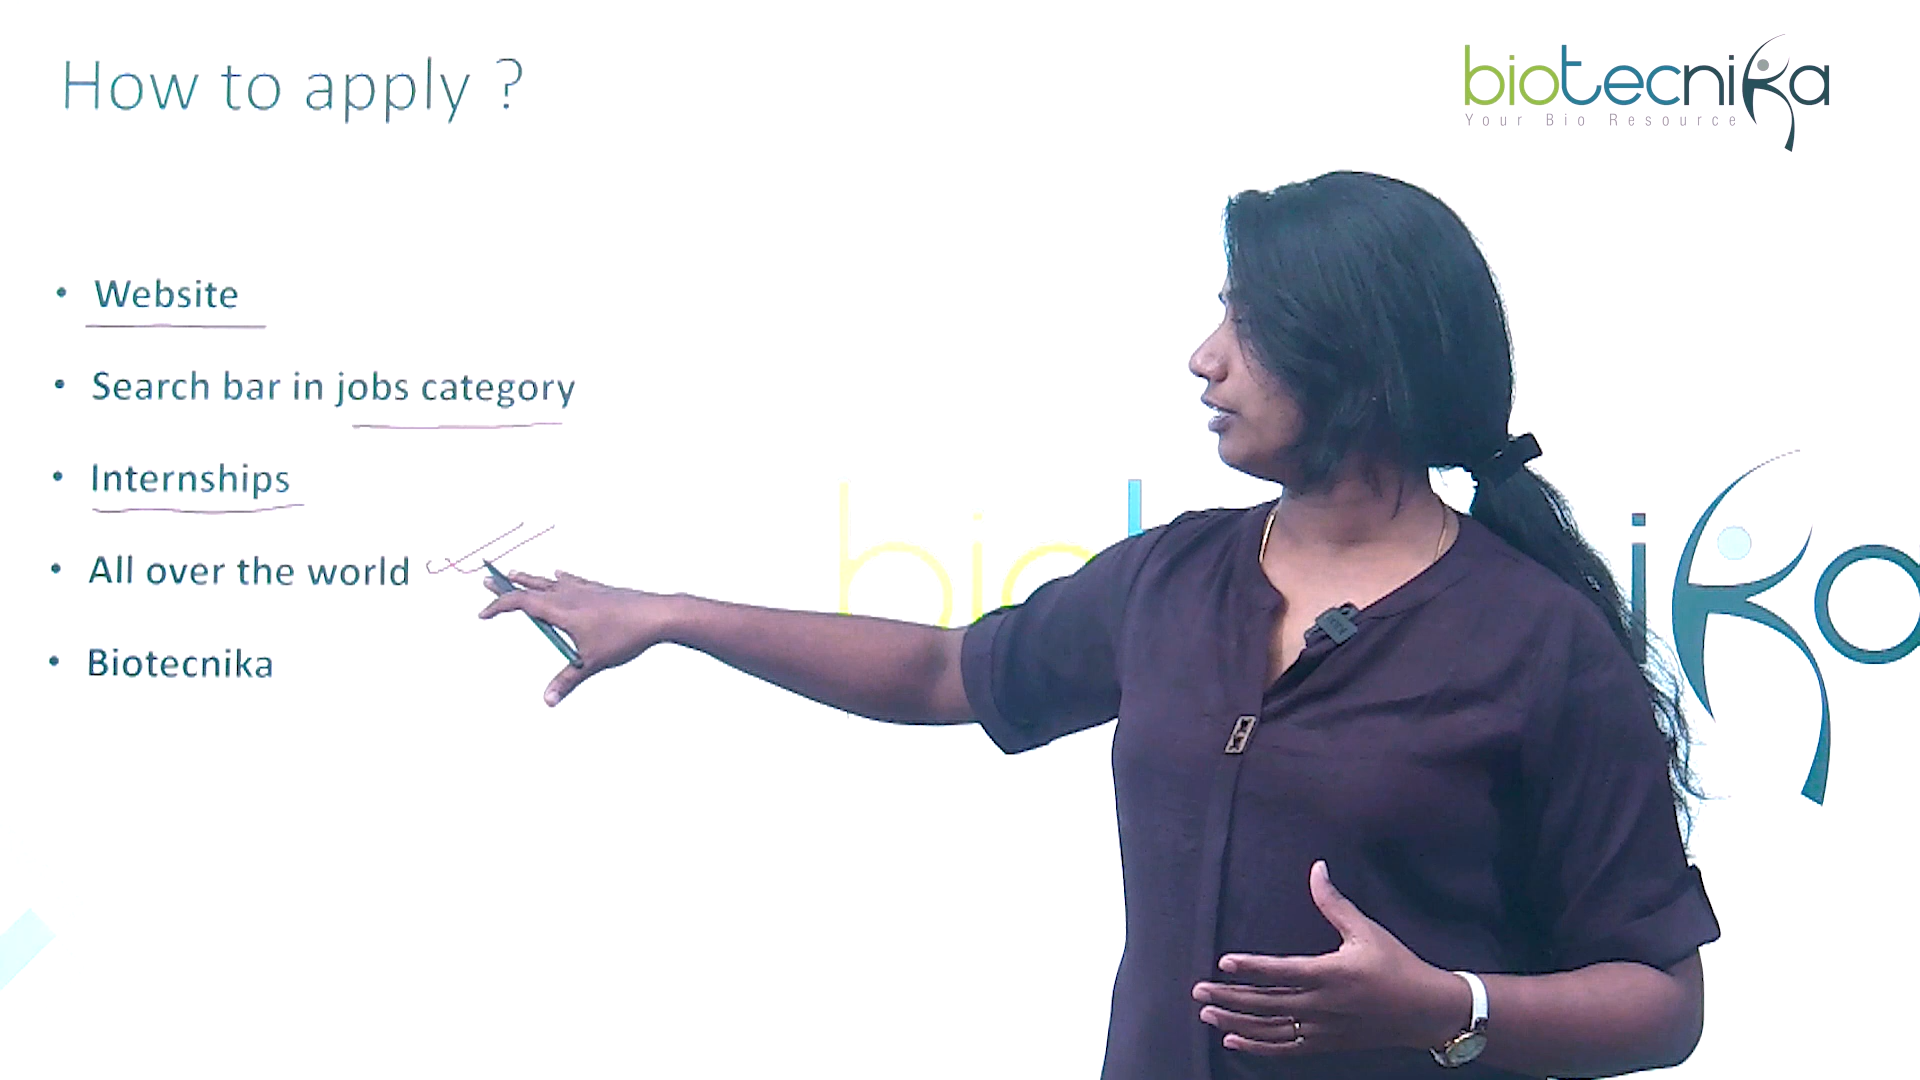 How to apply ?
biotecnika
Your Bio Resource
• Website
• Search bar in jobs category
• Internships
• All over the world
• Biotecnika